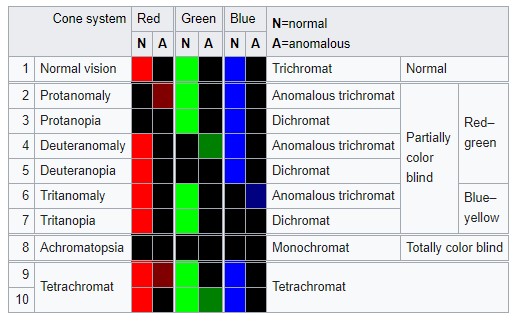 Cone system Red Green Blue N=normal
N A N A N A A=anomalous
1 Normal vision Trichromat Normal
2 Protanomaly Anomalous trichromat
3 Protanopia Dichromat
4 Deuteranomaly Anomalous trichromat
5 Deuteranopia Dichromat
6 Tritanomaly Anomalous trichromat
7 Tritanopia Dichromat
Partially
color
blind
Red–
green
Blue–
yellow
8 Achromatopsia Monochromat Totally color blind
9
10
Tetrachromat Tetrachromat